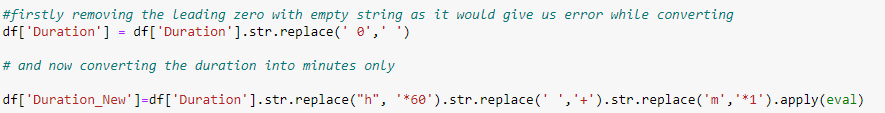 #firstly removing the leading zero with empty string as it would give us error while converting
df['Duration'] = df['Duration'].str.replace(' 0',' ')
# and now converting the duration into minutes only
df['Duration_New']=df['Duration'].str.replace("h", '*60').str.replace(' ','+').str.replace('m','*1').apply(eval)